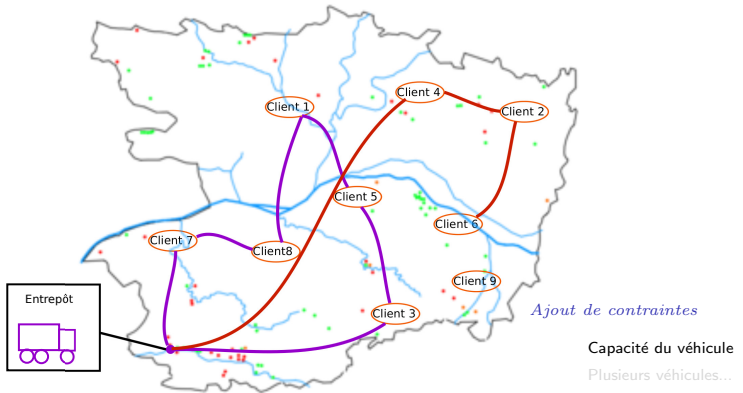 Client 4
Client 1
Client 2
Client 5
Client 6
Client 7
Client8
Client 9
Entrepôt
Client 3
Ajout de contraintes
Capacité du véhicule
Plusieurs véhicules...